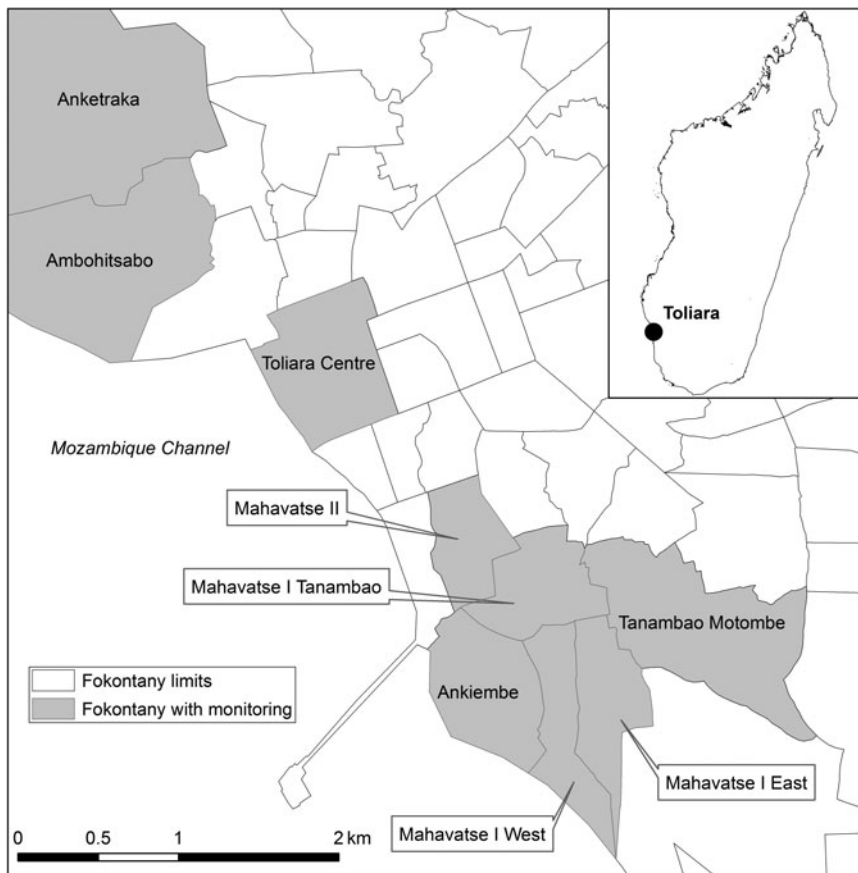 Anketraka
Ambohitsabo
Toliara
Toliara Centre
Mozambique Channel
Mahavatse II
Mahavatse I Tanambao
Tanambao Motombe
Fokontany limits
Fokontany with monitoring
Ankiembe
Mahavatse I East
Mahavatse I West
0 0.5 1 2 km